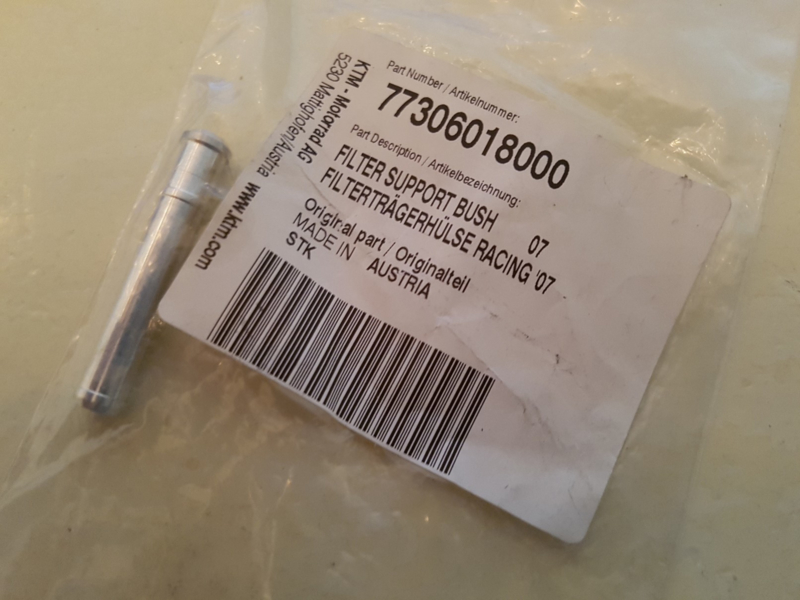 Part Number / Artikelnummer:
77306018000
Part Description / Artikelbezeichnung:
FILTER SUPPORT BUSH 07
FILTERTRÄGERHÜLSE RACING '07
Original part / Originalteil
MADE IN AUSTRIA
STK
KTM - Motorrad AG
5230 Mattighofen/Austria www.ktm.com